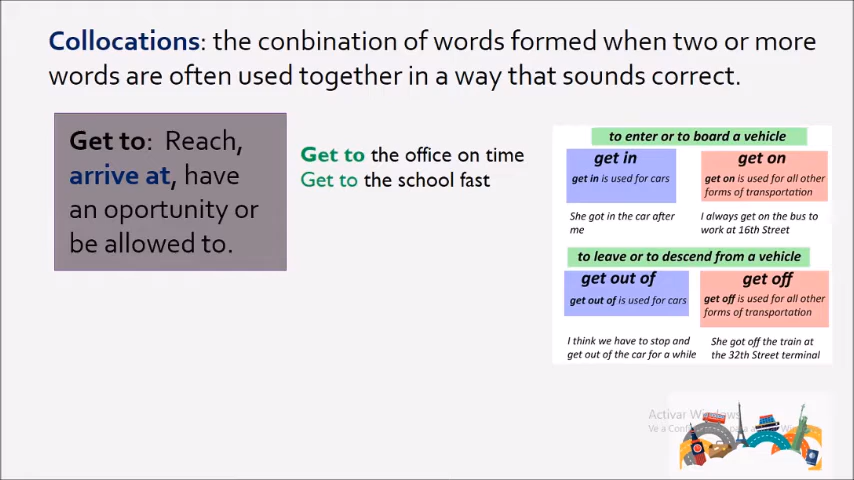 Collocations: the conbination of words formed when two or more
words are often used together in a way that sounds correct.
Get to: Reach,
arrive at, have
an oportunity or
be allowed to.
Get to the office on time
Get to the school fast
to enter or to board a vehicle
get in
get in is used for cars
She got in the car after
me
get on
get on is used for all other
forms of transportation
I always get on the bus to
work at 16th Street
to leave or to descend from a vehicle
get out of
get out of is used for cars
I think we have to stop and
get out of the car for a while
get off
get off is used for all other
forms of transportation
She got off the train at
the 32th Street terminal
Activar Windows
Ve a para a